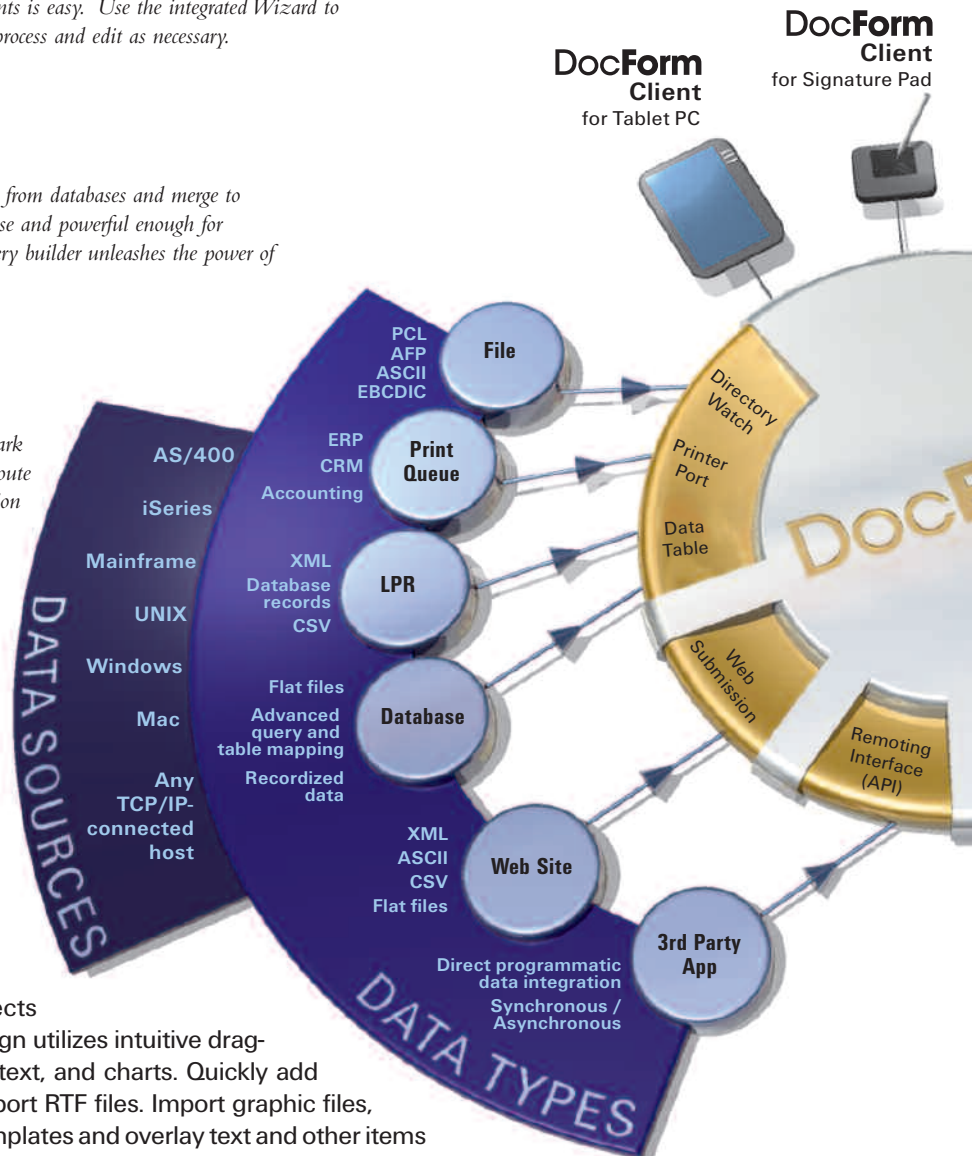 nts is easy. Use the integrated Wizard to
process and edit as necessary.
DocForm
Client
for Tablet PC
DocForm
Client
for Signature Pad
from databases and merge to
se and powerful enough for
ery builder unleashes the power of
ark
oute
ion
DATA SOURCES
AS/400
iSeries
Mainframe
UNIX
Windows
Mac
Any
TCP/IP-
connected
host
DATA TYPES
PCL
AFP
ASCII
EBCDIC
File
ERP
CRM
Accounting
Print
Queue
XML
Database
records
CSV
LPR
Flat files
Advanced
query and
table mapping
Recordized
data
Database
XML
ASCII
CSV
Flat files
Web Site
Direct programmatic
data integration
Synchronous /
Asynchronous
3rd Party
App
Directory
Watch
Printer
Port
Data
Table
Web
Submission
Remoting
Interface
(API)
DocF
ects
ign utilizes intuitive drag-
text, and charts. Quickly add
port RTF files. Import graphic files,
mplates and overlay text and other items